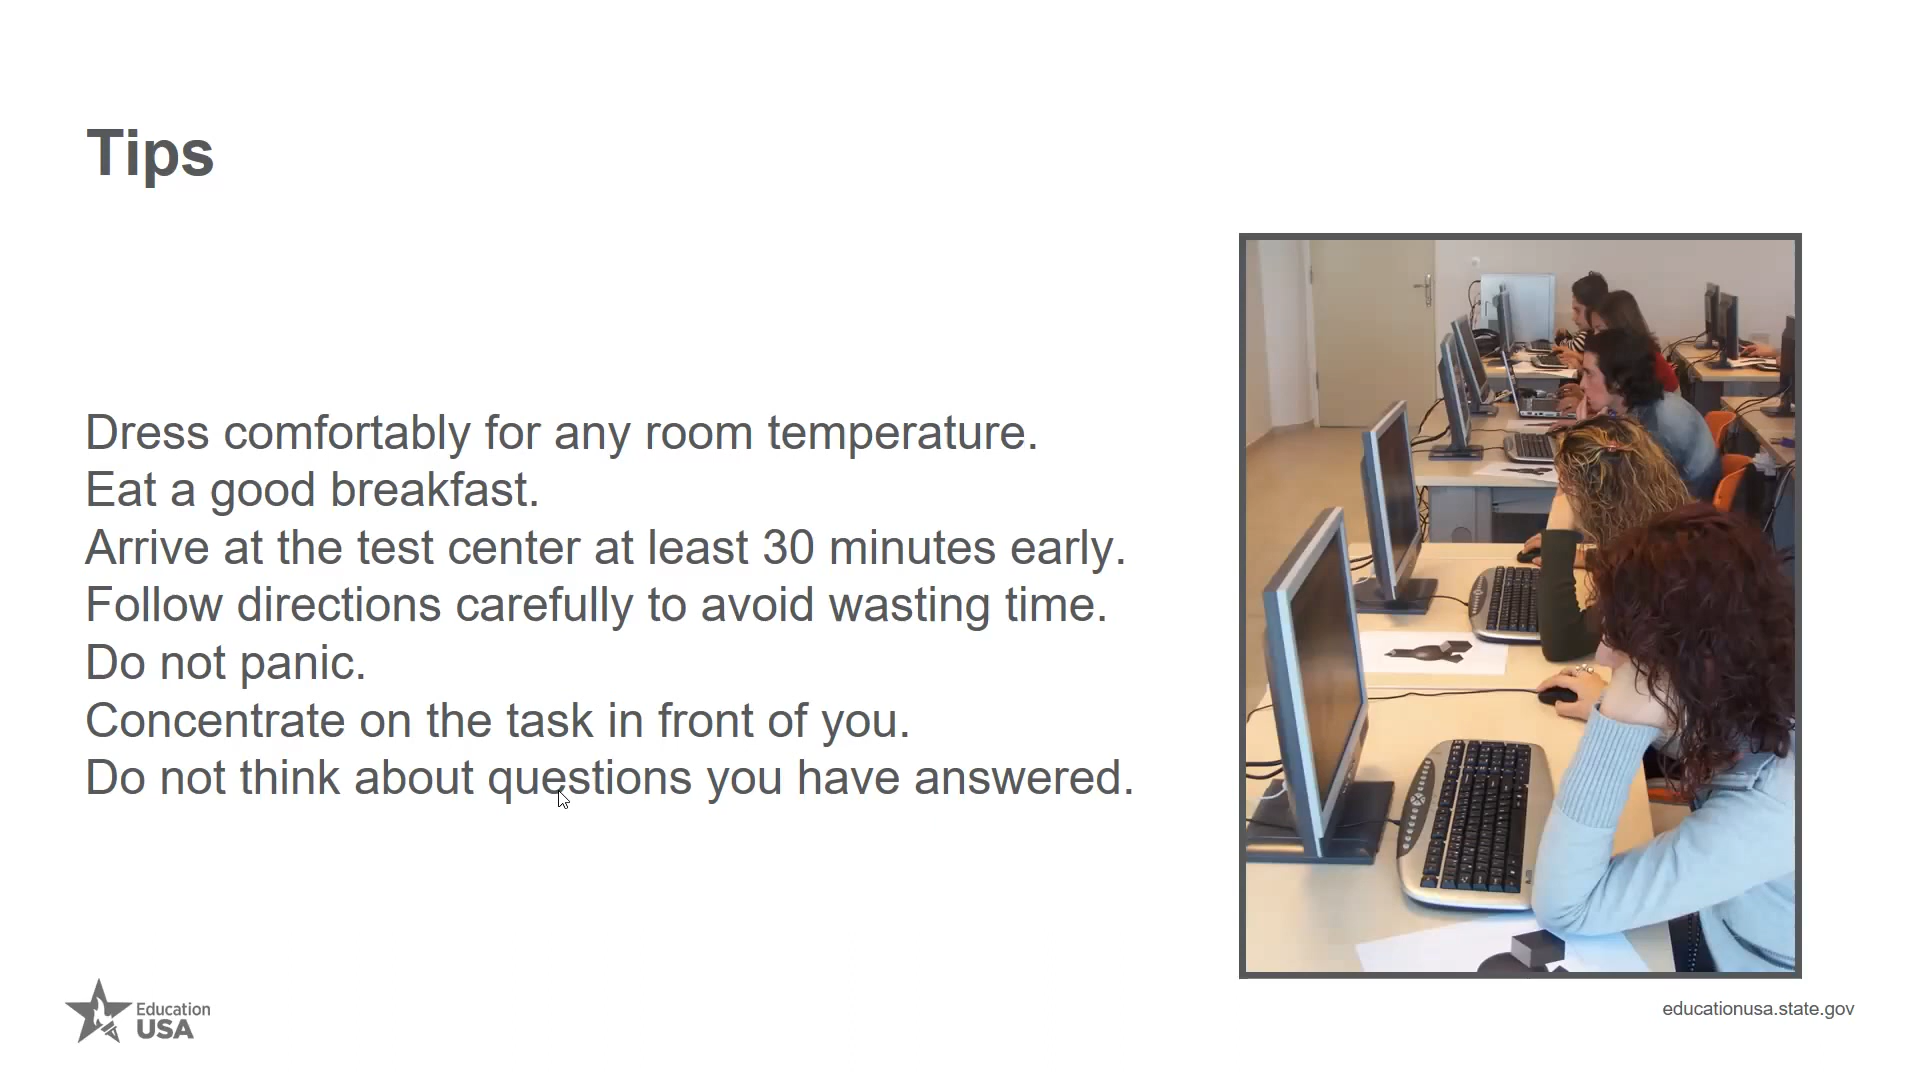 Tips
Dress comfortably for any room temperature.
Eat a good breakfast.
Arrive at the test center at least 30 minutes early.
Follow directions carefully to avoid wasting time.
Do not panic.
Concentrate on the task in front of you.
Do not think about questions you have answered.
Education
USA
educationusa.state.gov